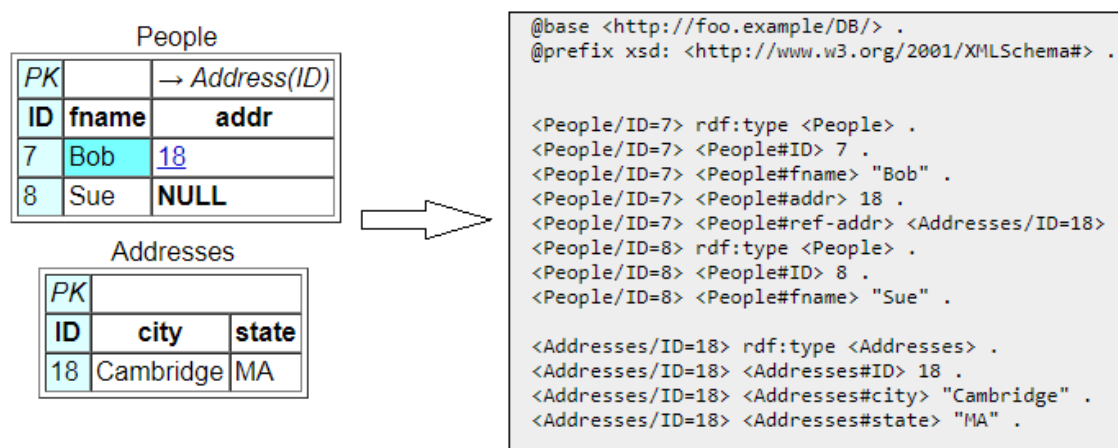 People
PK → Address(ID)
ID fname addr
7 Bob 18
8 Sue NULL
Addresses
PK
ID city state
18 Cambridge MA
@base <http://foo.example/DB/> .
@prefix xsd: <http://www.w3.org/2001/XMLSchema#> .
<People/ID=7> rdf:type <People> .
<People/ID=7> <People#ID> 7 .
<People/ID=7> <People#fname> "Bob" .
<People/ID=7> <People#addr> 18 .
<People/ID=7> <People#ref-addr> <Addresses/ID=18>
<People/ID=8> rdf:type <People> .
<People/ID=8> <People#ID> 8 .
<People/ID=8> <People#fname> "Sue" .
<Addresses/ID=18> rdf:type <Addresses> .
<Addresses/ID=18> <Addresses#ID> 18 .
<Addresses/ID=18> <Addresses#city> "Cambridge" .
<Addresses/ID=18> <Addresses#state> "MA" .